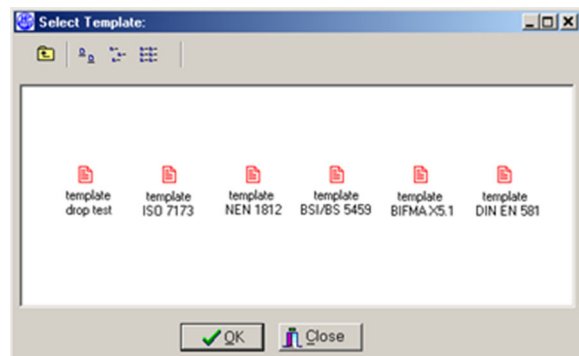 Select Template:
template
drop test
template
ISO 7173
template
NEN 1812
template
BSI/BS 5459
template
BIFMA X5.1
template
DIN EN 581
OK
Close